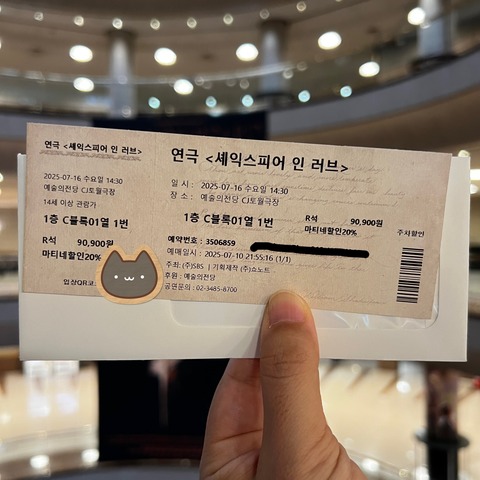 연극 <셰익스피어 인 러브>
2025-07-16 수요일 14:30
예술의전당 CJ토월극장
14세 이상 관람가
1층 C블록01열 1번
R석 90,900원
마티네할인20%
입장QR코
연극 <셰익스피어 인 러브>
일 시 : 2025-07-16 수요일 14:30
장 소 : 예술의전당 CJ토월극장
1층 C블록01열 1번
R석 90,900원
마티네할인20%
주차할인
예약번호 : 3506859
예매일시 : 2025-07-10 21:55:16 (1/1)
주최: (주)SBS | 기획제작 (주)쇼노트
후원 : 예술의전당
공연문의 : 02-3485-8700